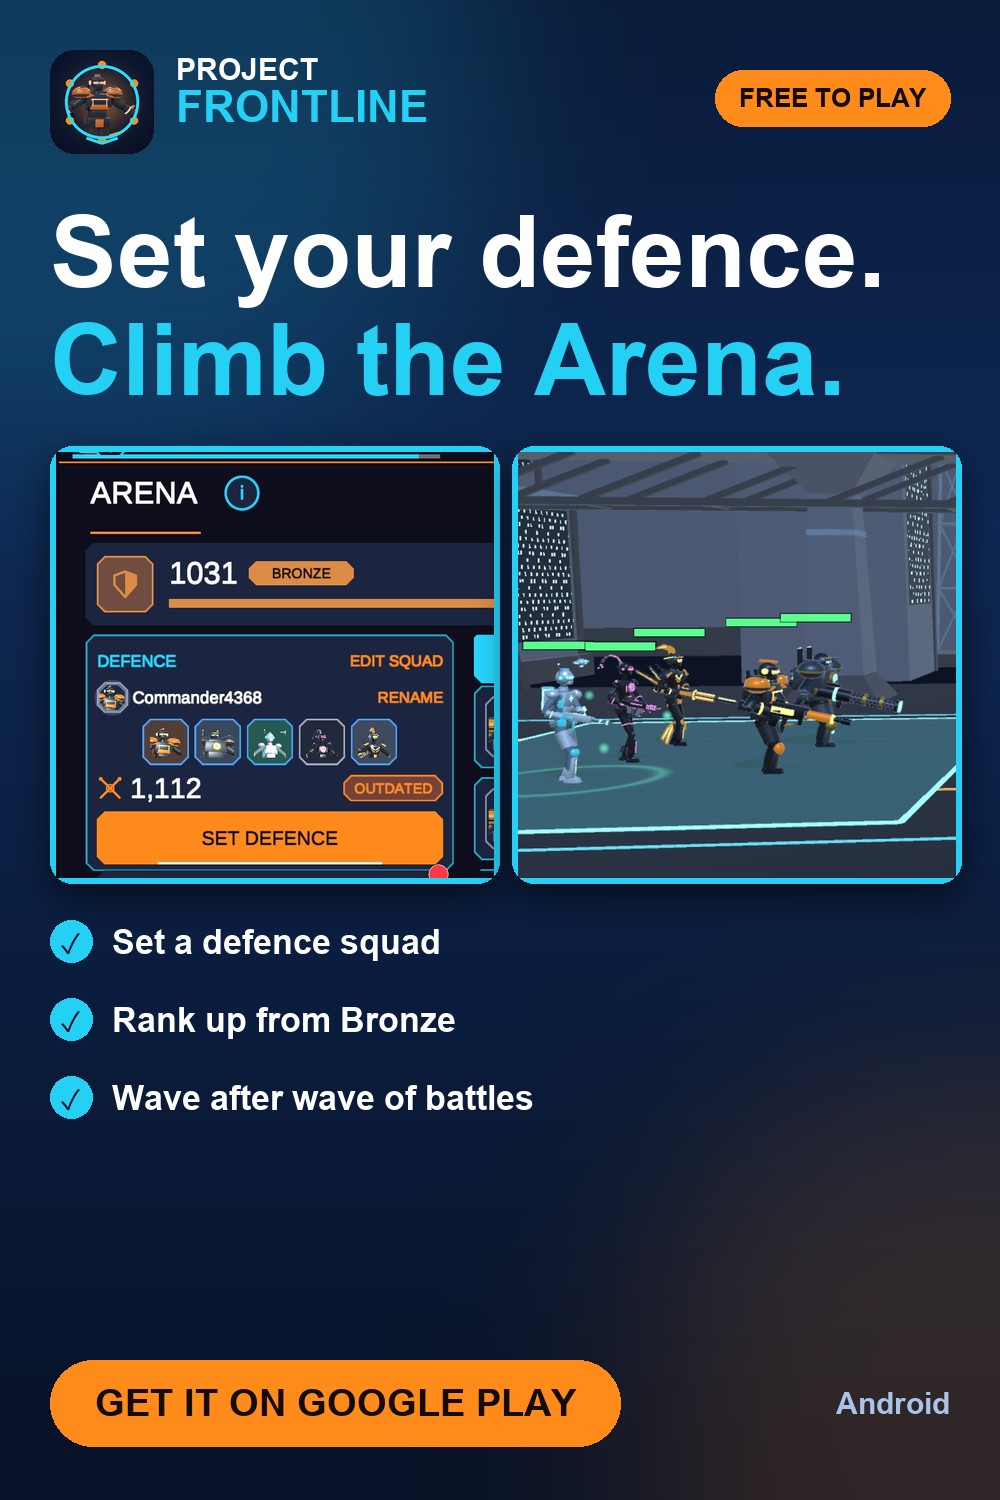 PROJECT
FRONTLINE
FREE TO PLAY
Set your defence.
Climb the Arena.
ARENA
i
1031
BRONZE
DEFENCE
EDIT SQUAD
Commander4368
RENAME
1,112
OUTDATED
SET DEFENCE
Set a defence squad
Rank up from Bronze
Wave after wave of battles
GET IT ON GOOGLE PLAY
Android